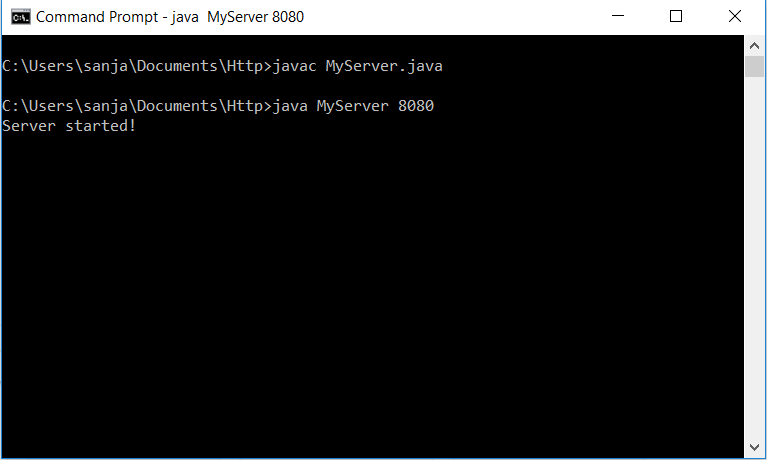 Command Prompt - java  MyServer 8080
C:\Users\sanja\Documents\Http>javac MyServer.java
C:\Users\sanja\Documents\Http>java MyServer 8080
Server started!